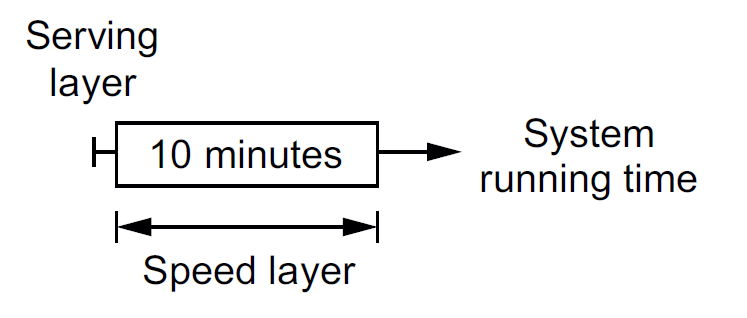 Serving
layer
10 minutes
System
running time
Speed layer